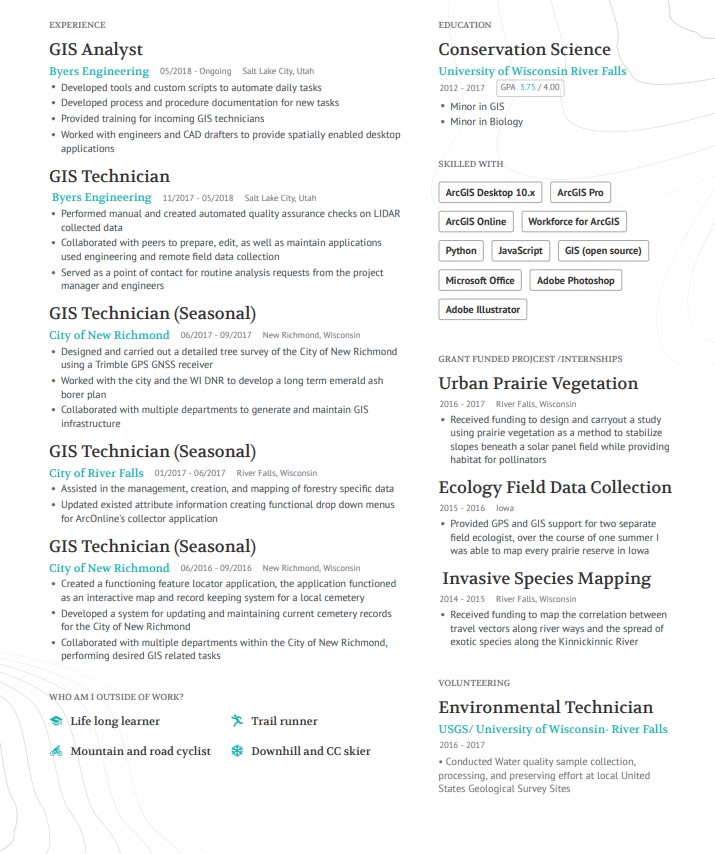 EXPERIENCE
GIS Analyst
Byers Engineering 05/2018 - Ongoing Salt Lake City, Utah
• Developed tools and custom scripts to automate daily tasks
• Developed process and procedure documentation for new tasks
• Provided training for incoming GIS technicians
• Worked with engineers and CAD drafters to provide spatially enabled desktop
applications
GIS Technician
Byers Engineering 11/2017 - 05/2018 Salt Lake City, Utah
• Performed manual and created automated quality assurance checks on LIDAR
collected data
• Collaborated with peers to prepare, edit, as well as maintain applications
used engineering and remote field data collection
• Served as a point of contact for routine analysis requests from the project
manager and engineers
GIS Technician (Seasonal)
City of New Richmond 06/2017 - 09/2017 New Richmond, Wisconsin
• Designed and carried out a detailed tree survey of the City of New Richmond
using a Trimble GPS GNSS receiver
• Worked with the city and the WI DNR to develop a long term emerald ash
borer plan
• Collaborated with multiple departments to generate and maintain GIS
infrastructure
GIS Technician (Seasonal)
City of River Falls 01/2017 - 06/2017 River Falls, Wisconsin
• Assisted in the management, creation, and mapping of forestry specific data
• Updated existed attribute information creating functional drop down menus
for ArcOnline's collector application
GIS Technician (Seasonal)
City of New Richmond 06/2016 - 09/2016 New Richmond, Wisconsin
• Created a functioning feature locator application, the application functioned
as an interactive map and record keeping system for a local cemetery
• Developed a system for updating and maintaining current cemetery records
for the City of New Richmond
• Collaborated with multiple departments within the City of New Richmond,
performing desired GIS related tasks
WHO AM I OUTSIDE OF WORK?
Life long learner
Trail runner
Mountain and road cyclist
Downhill and CC skier
EDUCATION
Conservation Science
University of Wisconsin River Falls
2012 - 2017 GPA 3.75 / 4.00
• Minor in GIS
• Minor in Biology
SKILLED WITH
ArcGIS Desktop 10.x ArcGIS Pro
ArcGIS Online Workforce for ArcGIS
Python JavaScript GIS (open source)
Microsoft Office Adobe Photoshop
Adobe Illustrator
GRANT FUNDED PROJCEST /INTERNSHIPS
Urban Prairie Vegetation
2016 - 2017 River Falls, Wisconsin
• Received funding to design and carryout a study
using prairie vegetation as a method to stabilize
slopes beneath a solar panel field while providing
habitat for pollinators
Ecology Field Data Collection
2015 - 2016 Iowa
• Provided GPS and GIS support for two separate
field ecologist, over the course of one summer I
was able to map every prairie reserve in Iowa
Invasive Species Mapping
2014 - 2015 River Falls, Wisconsin
• Received funding to map the correlation between
travel vectors along river ways and the spread of
exotic species along the Kinnickinnic River
VOLUNTEERING
Environmental Technician
USGS/ University of Wisconsin- River Falls
2016 - 2017
• Conducted Water quality sample collection,
processing, and preserving effort at local United
States Geological Survey Sites